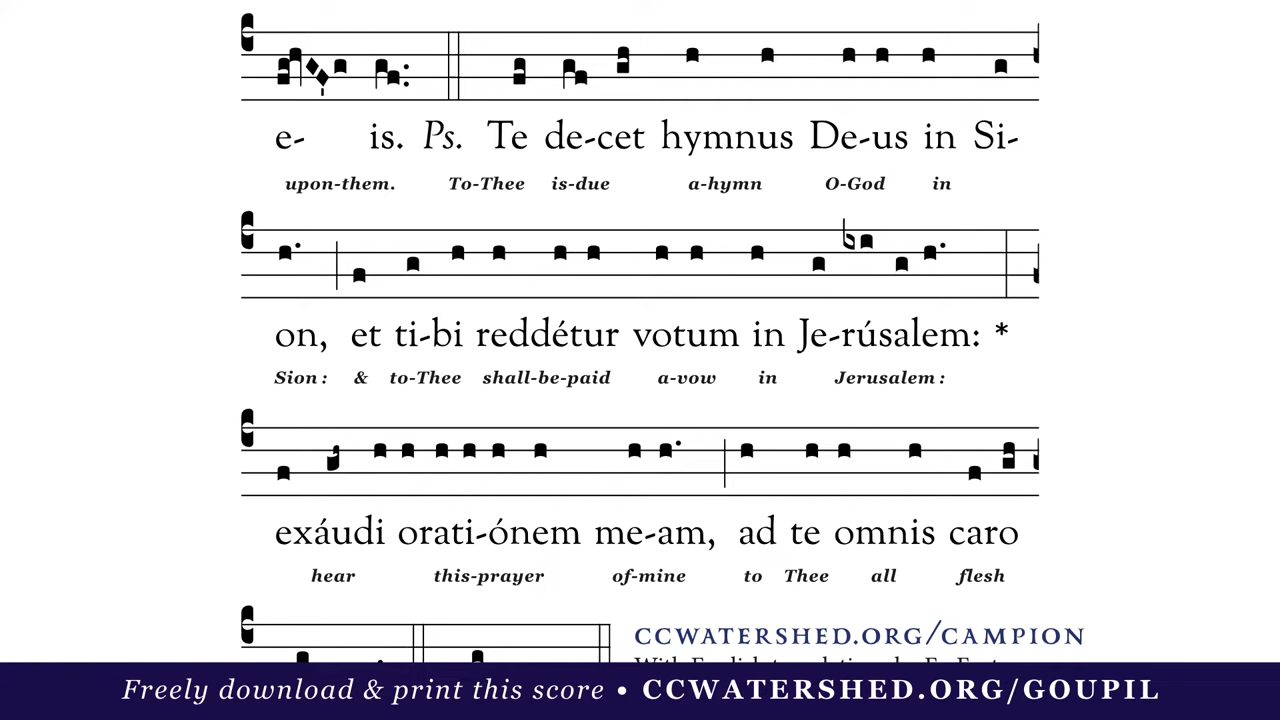 e- is. Ps. Te de-cet hymnus De-us in Si-
upon-them. To-Thee is-due a-hymn O-God in
on, et ti-bi reddétur votum in Je-rúsalem: *
Sion: & to-Thee shall-be-paid a-vow in Jerusalem:
exáudi orati-ónem me-am, ad te omnis caro
hear this-prayer of-mine to Thee all flesh
CCWATERSHED.ORG/CAMPION
Freely download & print this score • CCWATERSHED.ORG/GOUPIL